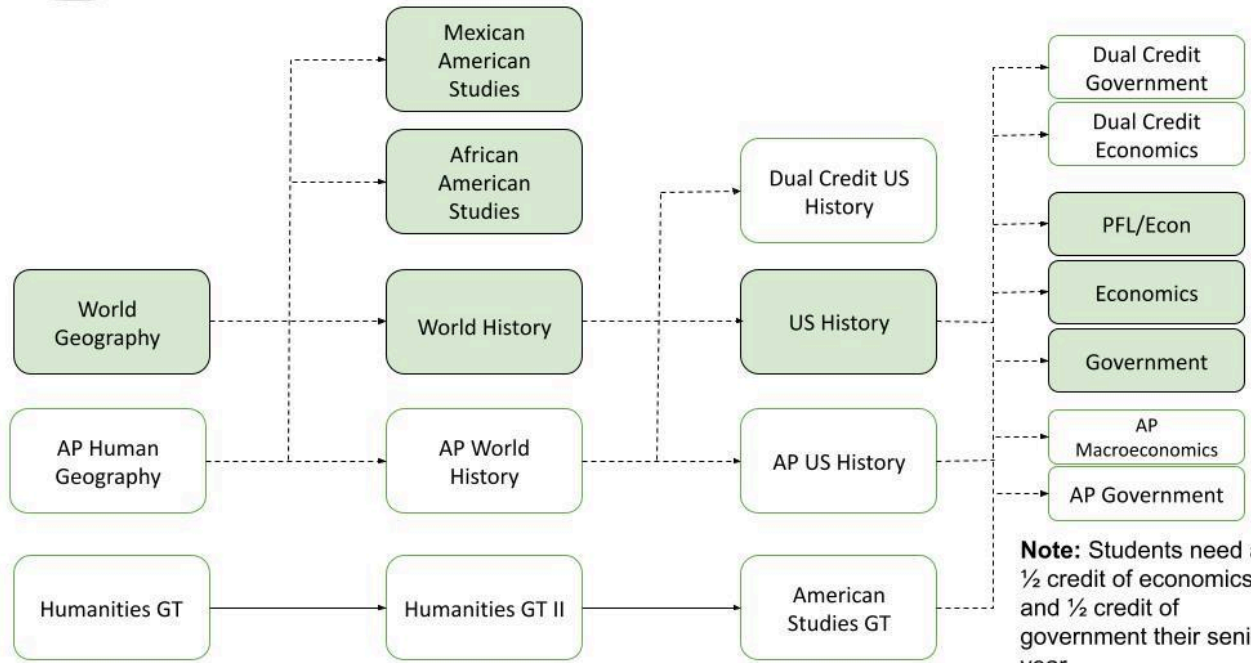 Mexican
American
Studies
African
American
Studies
World
Geography
World History
AP Human
Geography
AP World
History
Humanities GT
Humanities GT II
Dual Credit US
History
US History
AP US History
American
Studies GT
Dual Credit
Government
Dual Credit
Economics
PFL/Econ
Economics
Government
AP
Macroeconomics
AP Government
Note: Students need
½ credit of economics
and ½ credit of
government their